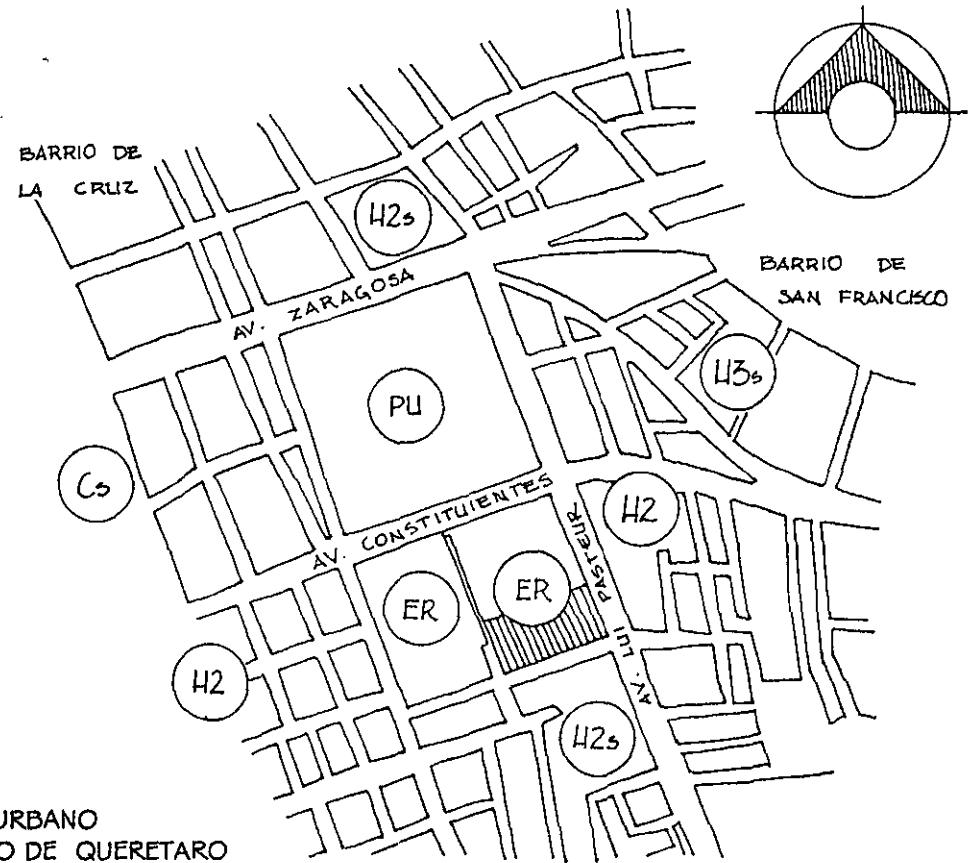 BARRIO DE
LA CRUZ
H2s
AV. ZARAGOSA
BARRIO DE
SAN FRANCISCO
H3s
PU
Cs
AV. CONSTITUIENTES
H2
ER
ER
AV. LUI PASTEUR
H2
H2s
URBANO
O DE QUERETARO